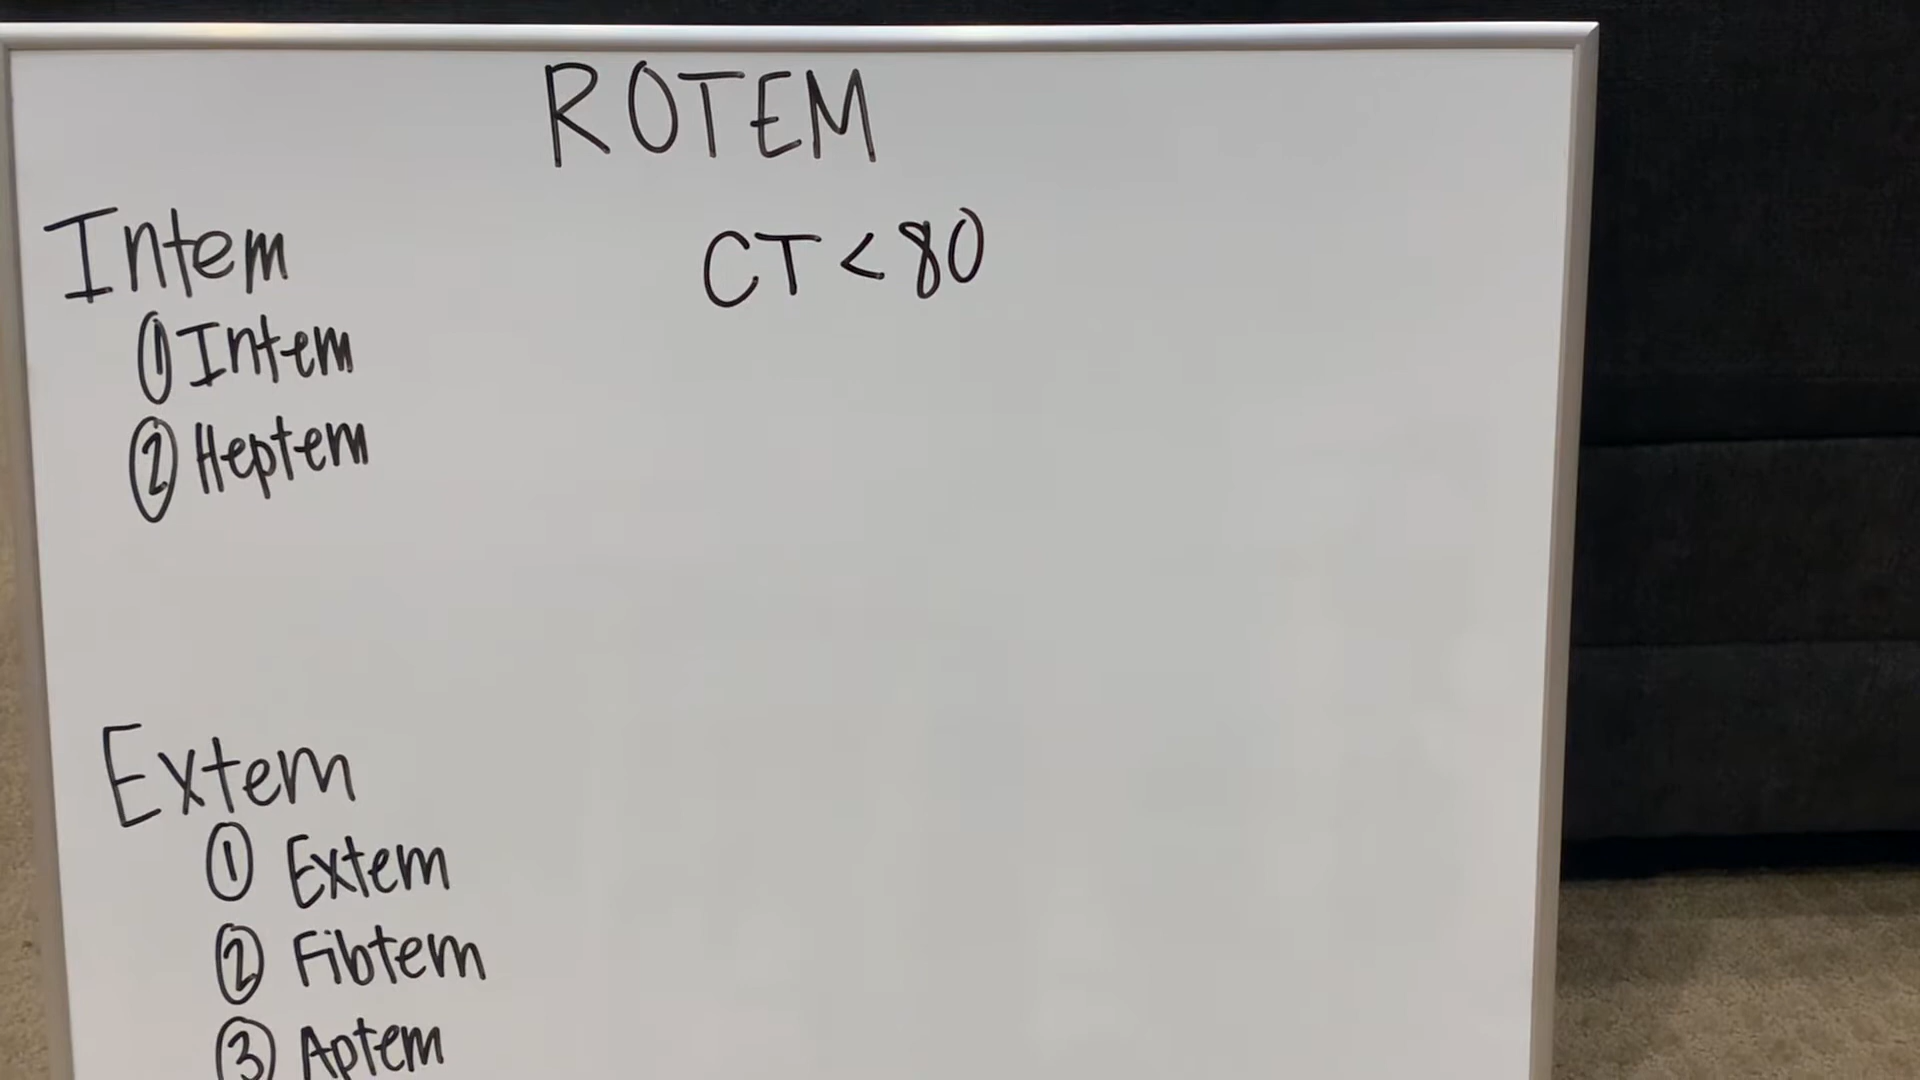 ROTEM
Intem
CT < 80
① Intem
② Heptem
Extem
① Extem
② Fibtem
③ Aptem